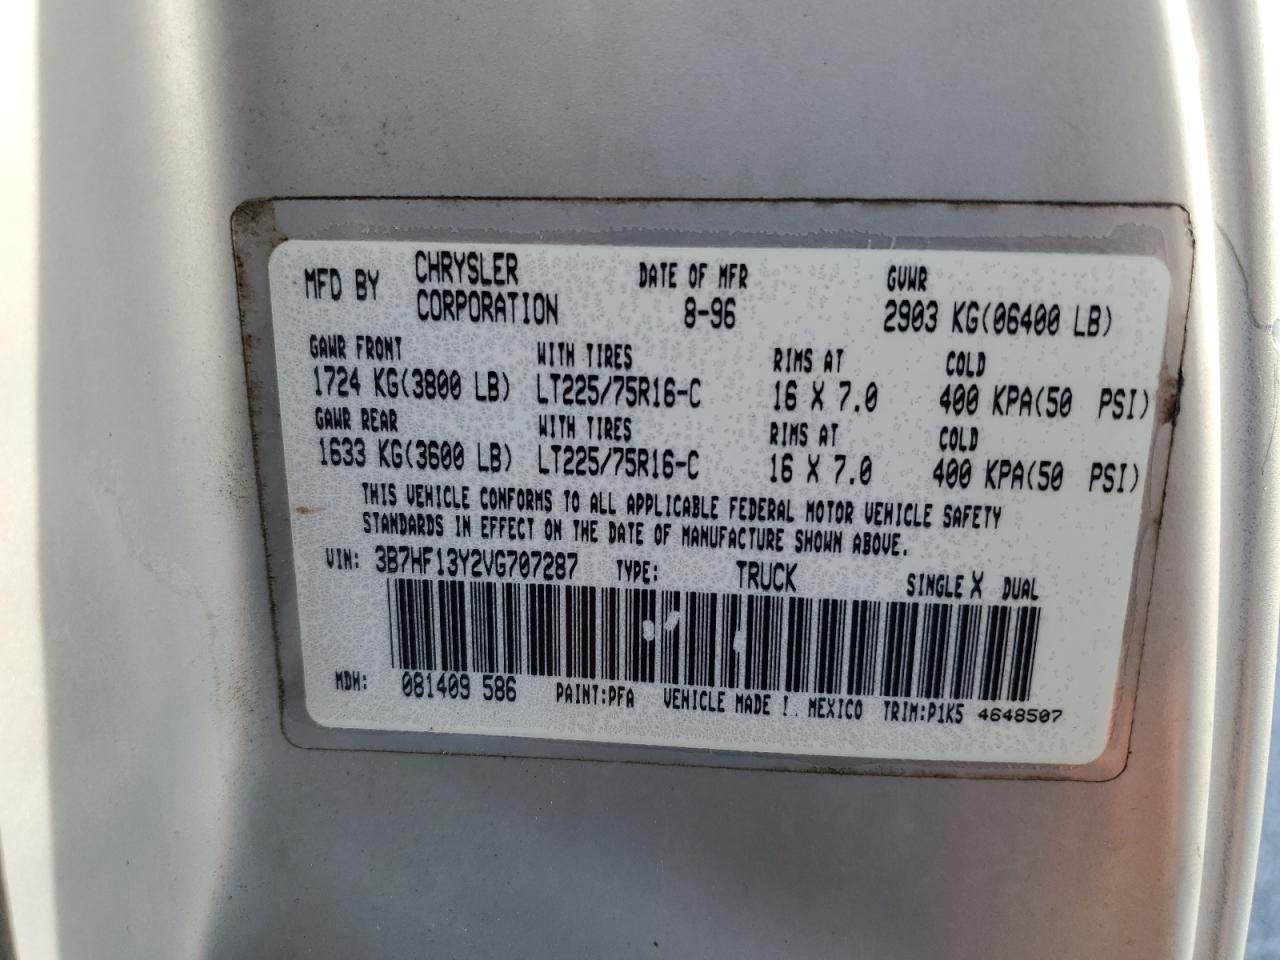 MFD BY CHRYSLER CORPORATION DATE OF MFR 8-96 GVWR 2903 KG(06400 LB)
GAWR FRONT WITH TIRES RIMS AT COLD
1724 KG(3800 LB) LT225/75R16-C 16 X 7.0 400 KPA(50 PSI)
GAWR REAR WITH TIRES RIMS AT COLD
1633 KG(3600 LB) LT225/75R16-C 16 X 7.0 400 KPA(50 PSI)
THIS VEHICLE CONFORMS TO ALL APPLICABLE FEDERAL MOTOR VEHICLE SAFETY
STANDARDS IN EFFECT ON THE DATE OF MANUFACTURE SHOWN ABOVE.
VIN: 3B7HF13Y2VG707287 TYPE: TRUCK SINGLE X DUAL
MDH: 081409 586 PAINT:PFA VEHICLE MADE MEXICO TRIM:P1K5 4648507